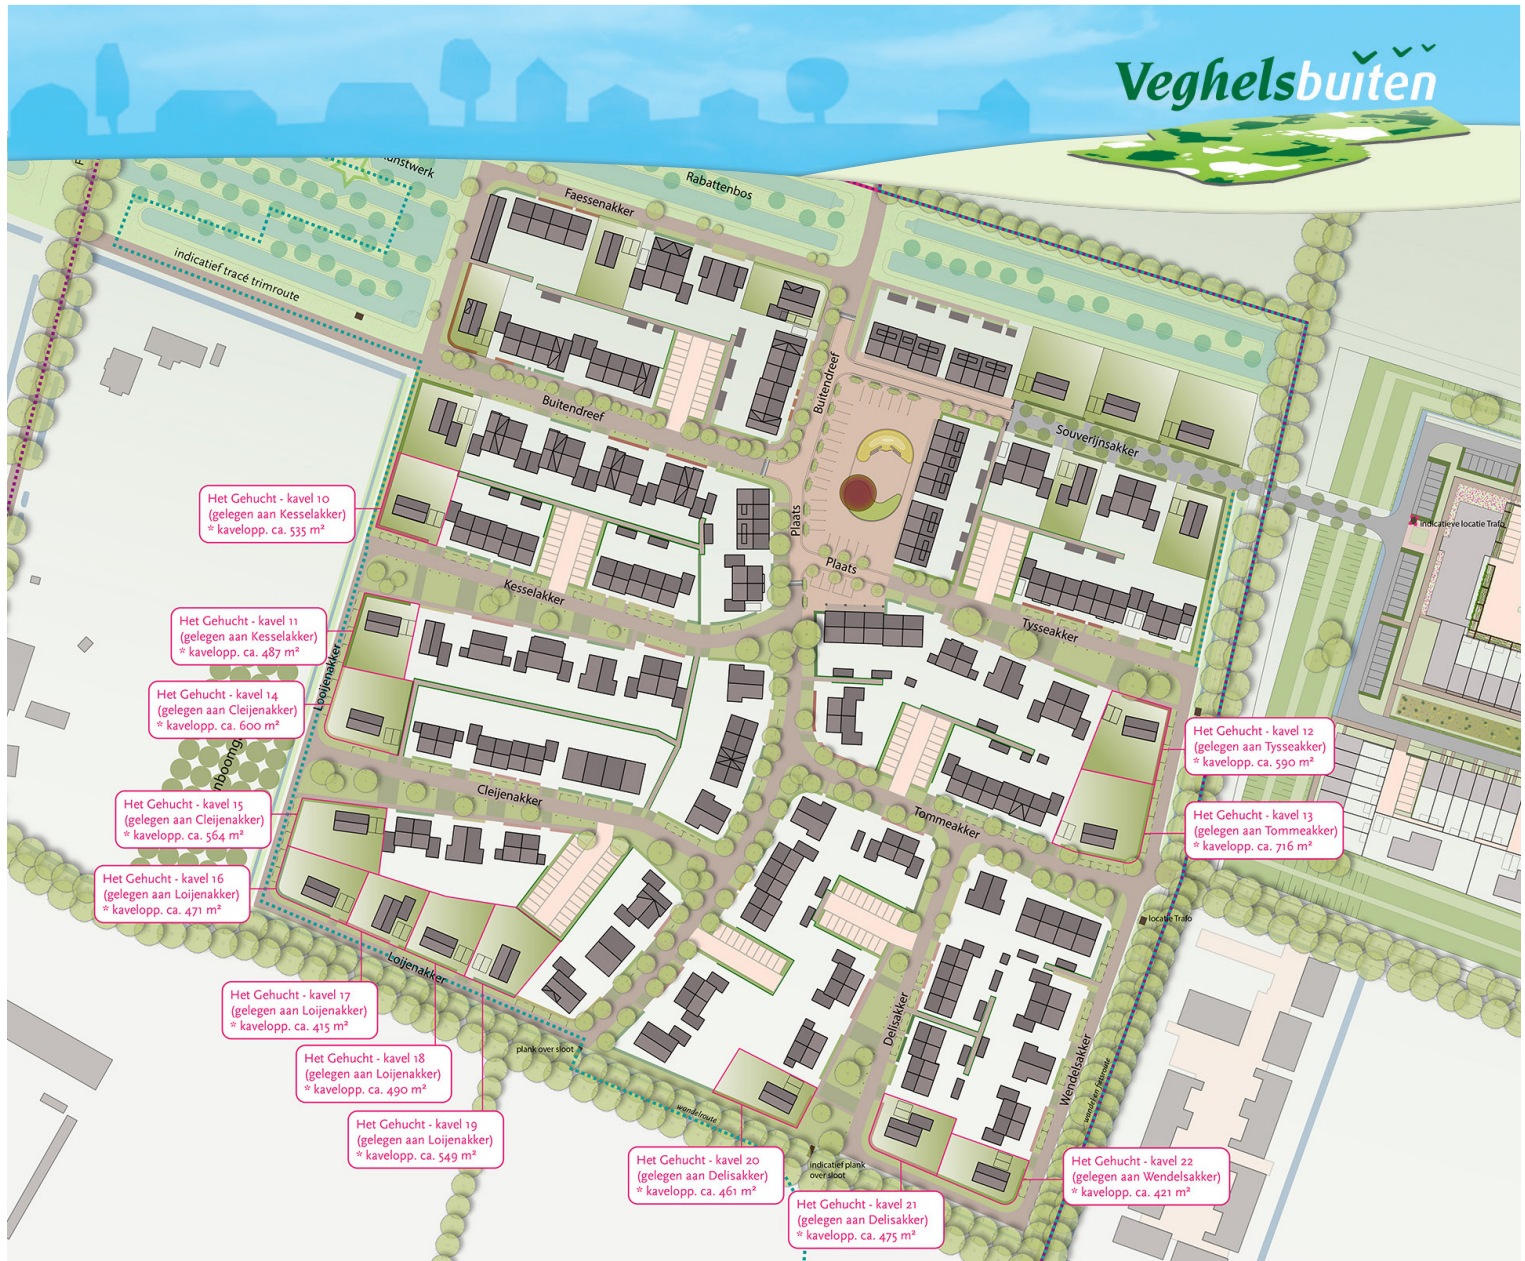 Veghelsbuiten
Rabattenbos
Faessenakker
indicatief tracé trimroute
Buitendreef
Buitendreef
Souverijnsakker
indicatieve locatie Trafo
Plaats
Plaats
Het Gehucht - kavel 10
(gelegen aan Kesselakker)
* kavelopp. ca. 535 m²
Kesselakker
Tysseakker
Het Gehucht - kavel 11
(gelegen aan Kesselakker)
* kavelopp. ca. 487 m²
Looijenakker
Het Gehucht - kavel 14
(gelegen aan Cleijenakker)
* kavelopp. ca. 600 m²
Het Gehucht - kavel 12
(gelegen aan Tysseakker)
* kavelopp. ca. 590 m²
Cleijenakker
Tommeakker
Het Gehucht - kavel 15
(gelegen aan Cleijenakker)
* kavelopp. ca. 564 m²
Het Gehucht - kavel 13
(gelegen aan Tommeakker)
* kavelopp. ca. 716 m²
Het Gehucht - kavel 16
(gelegen aan Loijenakker)
* kavelopp. ca. 471 m²
locatie Trafo
Loijenakker
Het Gehucht - kavel 17
(gelegen aan Loijenakker)
* kavelopp. ca. 415 m²
Delisakker
Wendelsakker
plank over sloot
Het Gehucht - kavel 18
(gelegen aan Loijenakker)
* kavelopp. ca. 490 m²
wandelroute
wandel en fietsroute
Het Gehucht - kavel 19
(gelegen aan Loijenakker)
* kavelopp. ca. 549 m²
Het Gehucht - kavel 20
(gelegen aan Delisakker)
* kavelopp. ca. 461 m²
indicatief plank
over sloot
Het Gehucht - kavel 22
(gelegen aan Wendelsakker)
* kavelopp. ca. 421 m²
Het Gehucht - kavel 21
(gelegen aan Delisakker)
* kavelopp. ca. 475 m²